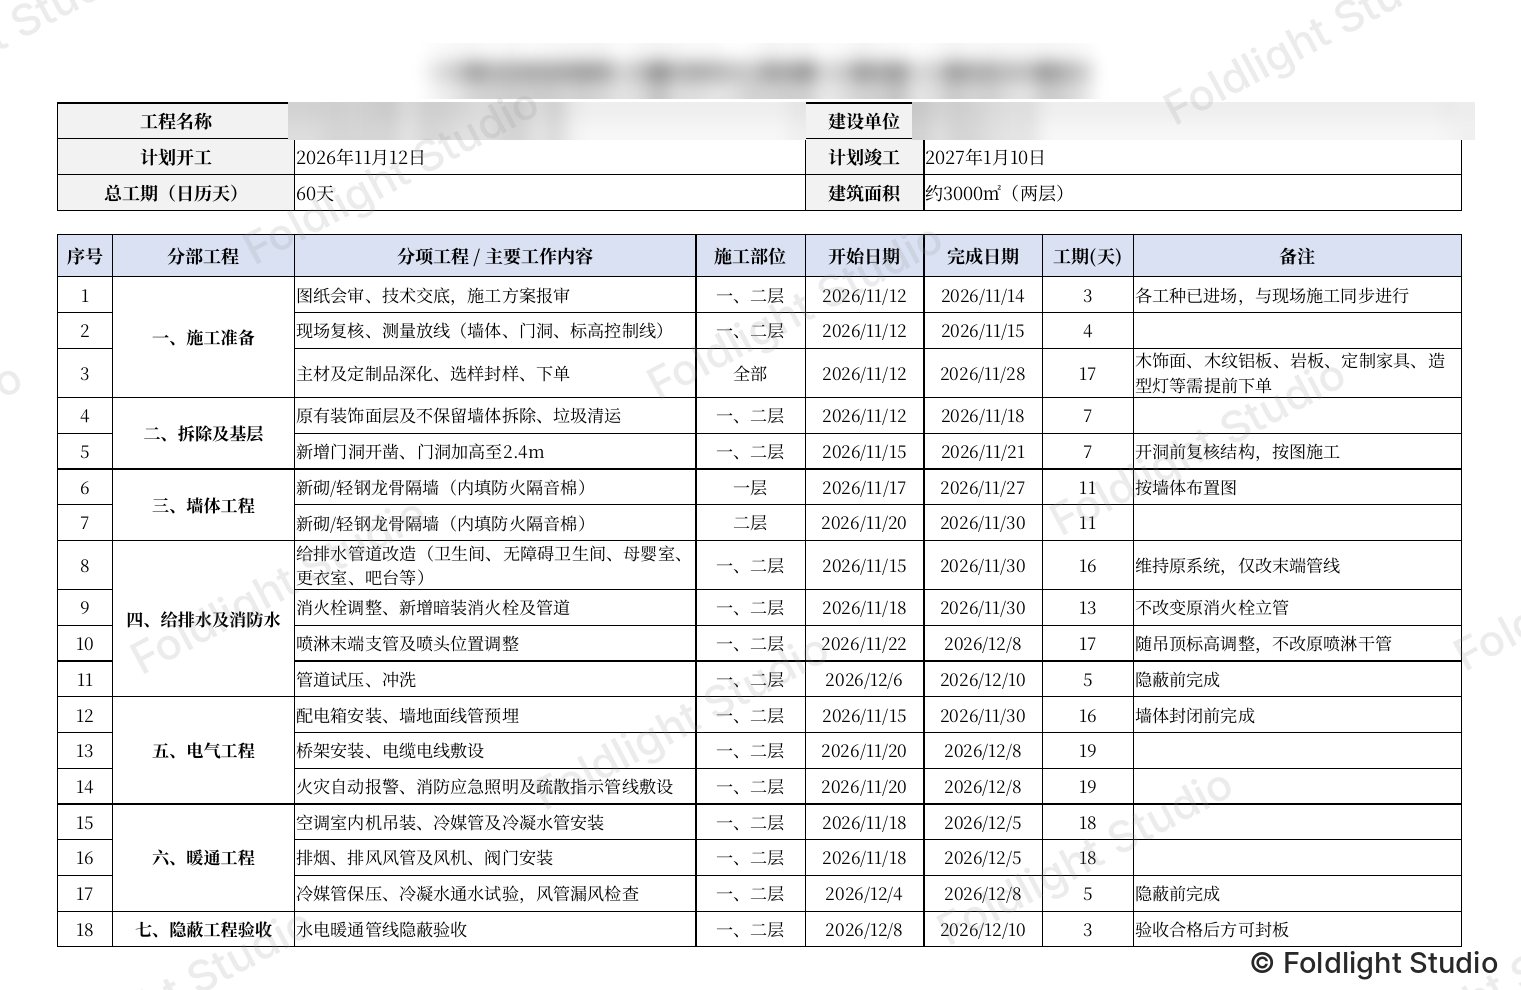 工程名称 建设单位
计划开工 2026年11月12日 计划竣工 2027年1月10日
总工期（日历天） 60天 建筑面积 约3000㎡（两层）
序号 分部工程 分项工程 / 主要工作内容 施工部位 开始日期 完成日期 工期(天) 备注
1 一、施工准备 图纸会审、技术交底，施工方案报审 一、二层 2026/11/12 2026/11/14 3 各工种已进场，与现场施工同步进行
2 现场复核、测量放线（墙体、门洞、标高控制线） 一、二层 2026/11/12 2026/11/15 4
3 主材及定制品深化、选样封样、下单 全部 2026/11/12 2026/11/28 17 木饰面、木纹铝板、岩板、定制家具、造
型灯等需提前下单
4 二、拆除及基层 原有装饰面层及不保留墙体拆除、垃圾清运 一、二层 2026/11/12 2026/11/18 7
5 新增门洞开凿、门洞加高至2.4m 一、二层 2026/11/15 2026/11/21 7 开洞前复核结构，按图施工
6 三、墙体工程 新砌/轻钢龙骨隔墙（内填防火隔音棉） 一层 2026/11/17 2026/11/27 11 按墙体布置图
7 新砌/轻钢龙骨隔墙（内填防火隔音棉） 二层 2026/11/20 2026/11/30 11
8 四、给排水及消防水 给排水管道改造（卫生间、无障碍卫生间、母婴室、
更衣室、吧台等） 一、二层 2026/11/15 2026/11/30 16 维持原系统，仅改末端管线
9 消火栓调整、新增暗装消火栓及管道 一、二层 2026/11/18 2026/11/30 13 不改变原消火栓立管
10 喷淋末端支管及喷头位置调整 一、二层 2026/11/22 2026/12/8 17 随吊顶标高调整，不改原喷淋干管
11 管道试压、冲洗 一、二层 2026/12/6 2026/12/10 5 隐蔽前完成
12 五、电气工程 配电箱安装、墙地面线管预埋 一、二层 2026/11/15 2026/11/30 16 墙体封闭前完成
13 桥架安装、电缆电线敷设 一、二层 2026/11/20 2026/12/8 19
14 火灾自动报警、消防应急照明及疏散指示管线敷设 一、二层 2026/11/20 2026/12/8 19
15 六、暖通工程 空调室内机吊装、冷媒管及冷凝水管安装 一、二层 2026/11/18 2026/12/5 18
16 排烟、排风风管及风机、阀门安装 一、二层 2026/11/18 2026/12/5 18
17 冷媒管保压、冷凝水通水试验，风管漏风检查 一、二层 2026/12/4 2026/12/8 5 隐蔽前完成
18 七、隐蔽工程验收 水电暖通管线隐蔽验收 一、二层 2026/12/8 2026/12/10 3 验收合格后方可封板
© Foldlight Studio